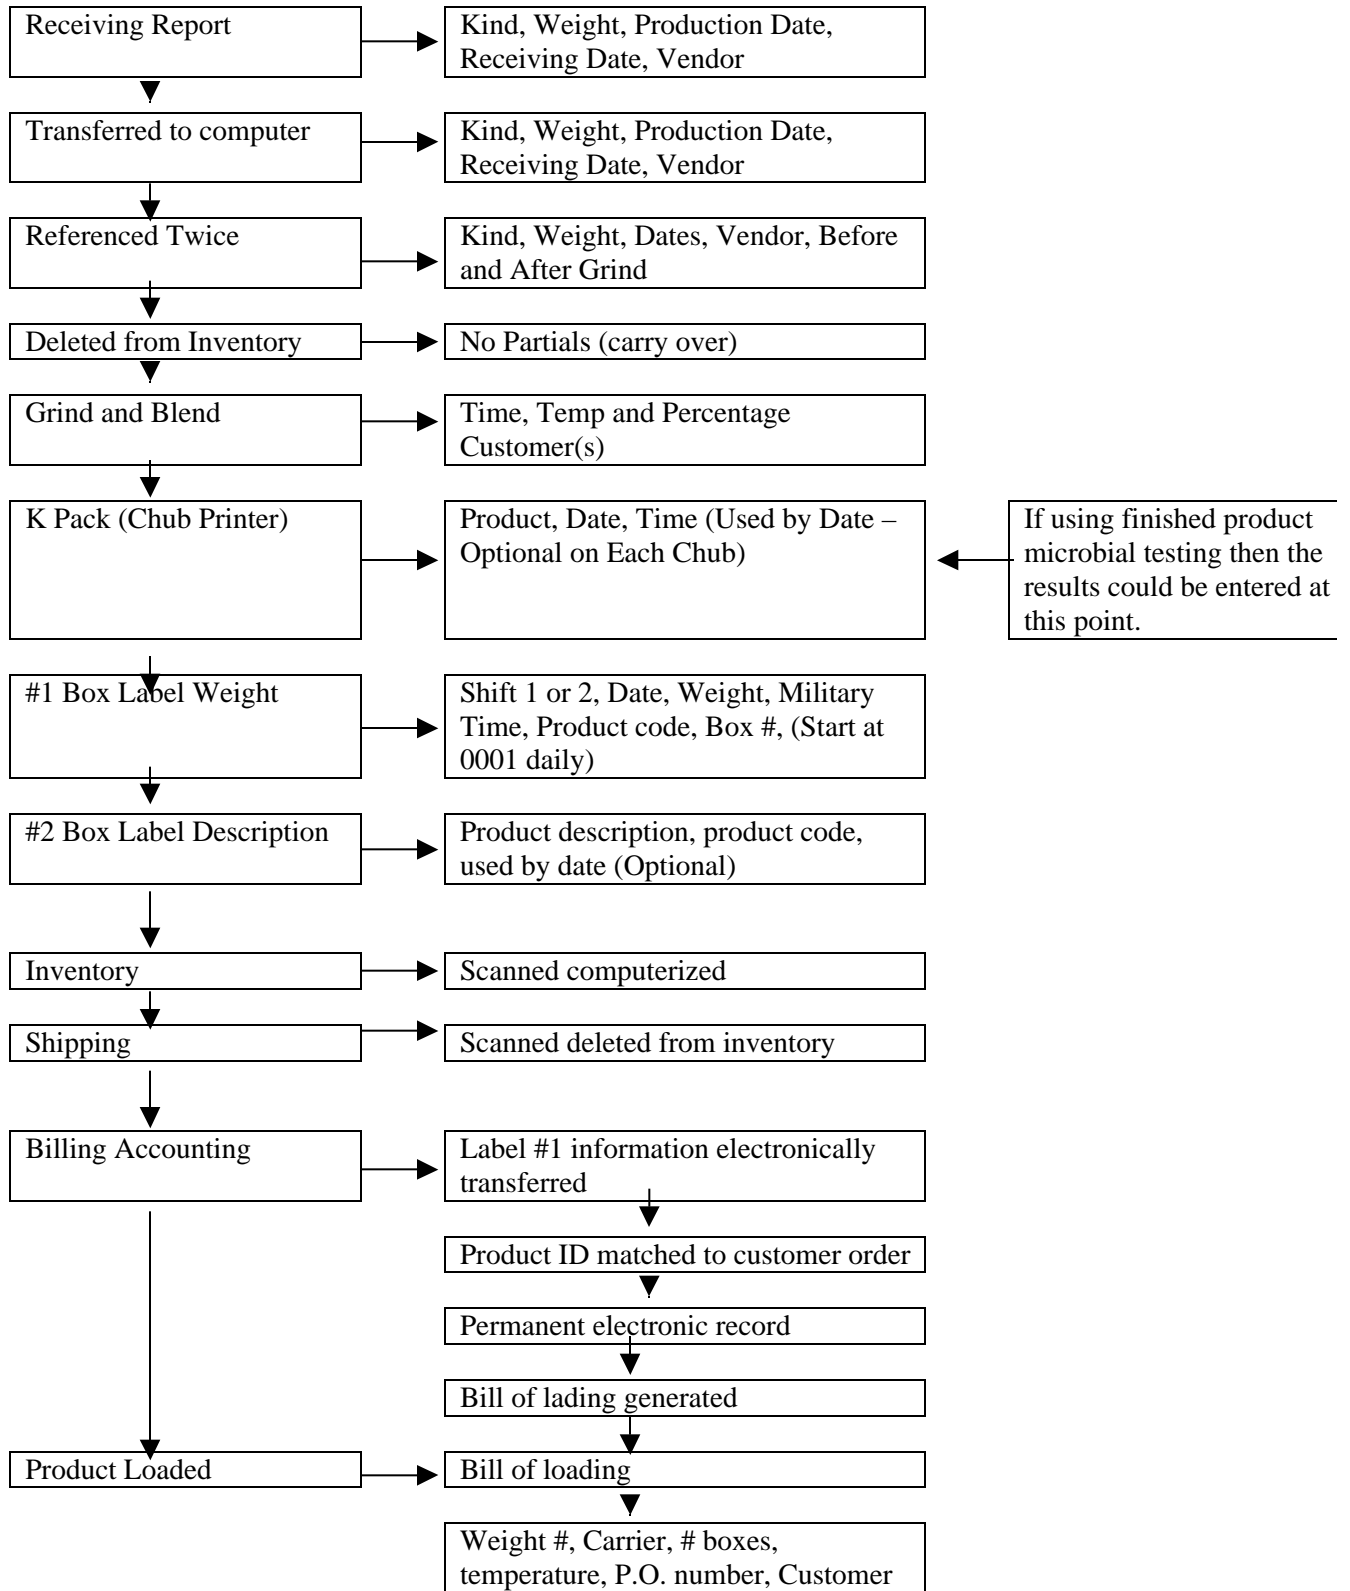 Receiving Report
Kind, Weight, Production Date,
Receiving Date, Vendor
Transferred to computer
Kind, Weight, Production Date,
Receiving Date, Vendor
Referenced Twice
Kind, Weight, Dates, Vendor, Before
and After Grind
Deleted from Inventory
No Partials (carry over)
Grind and Blend
Time, Temp and Percentage
Customer(s)
K Pack (Chub Printer)
Product, Date, Time (Used by Date –
Optional on Each Chub)
If using finished product
microbial testing then the
results could be entered at
this point.
#1 Box Label Weight
Shift 1 or 2, Date, Weight, Military
Time, Product code, Box #, (Start at
0001 daily)
#2 Box Label Description
Product description, product code,
used by date (Optional)
Inventory
Scanned computerized
Shipping
Scanned deleted from inventory
Billing Accounting
Label #1 information electronically
transferred
Product ID matched to customer order
Permanent electronic record
Bill of lading generated
Product Loaded
Bill of loading
Weight #, Carrier, # boxes,
temperature, P.O. number, Customer